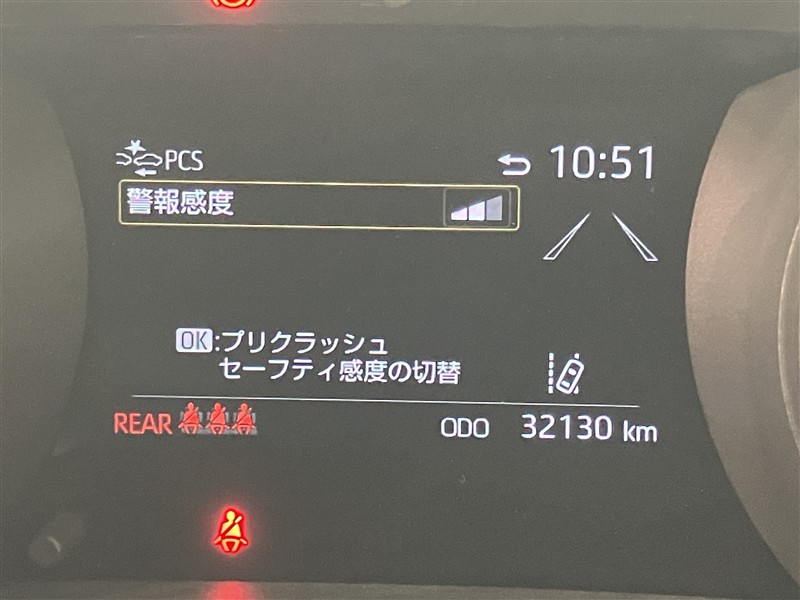 PCS
10:51
警報感度
OK:プリクラッシュ
セーフティ感度の切替
REAR
ODO 32130 km